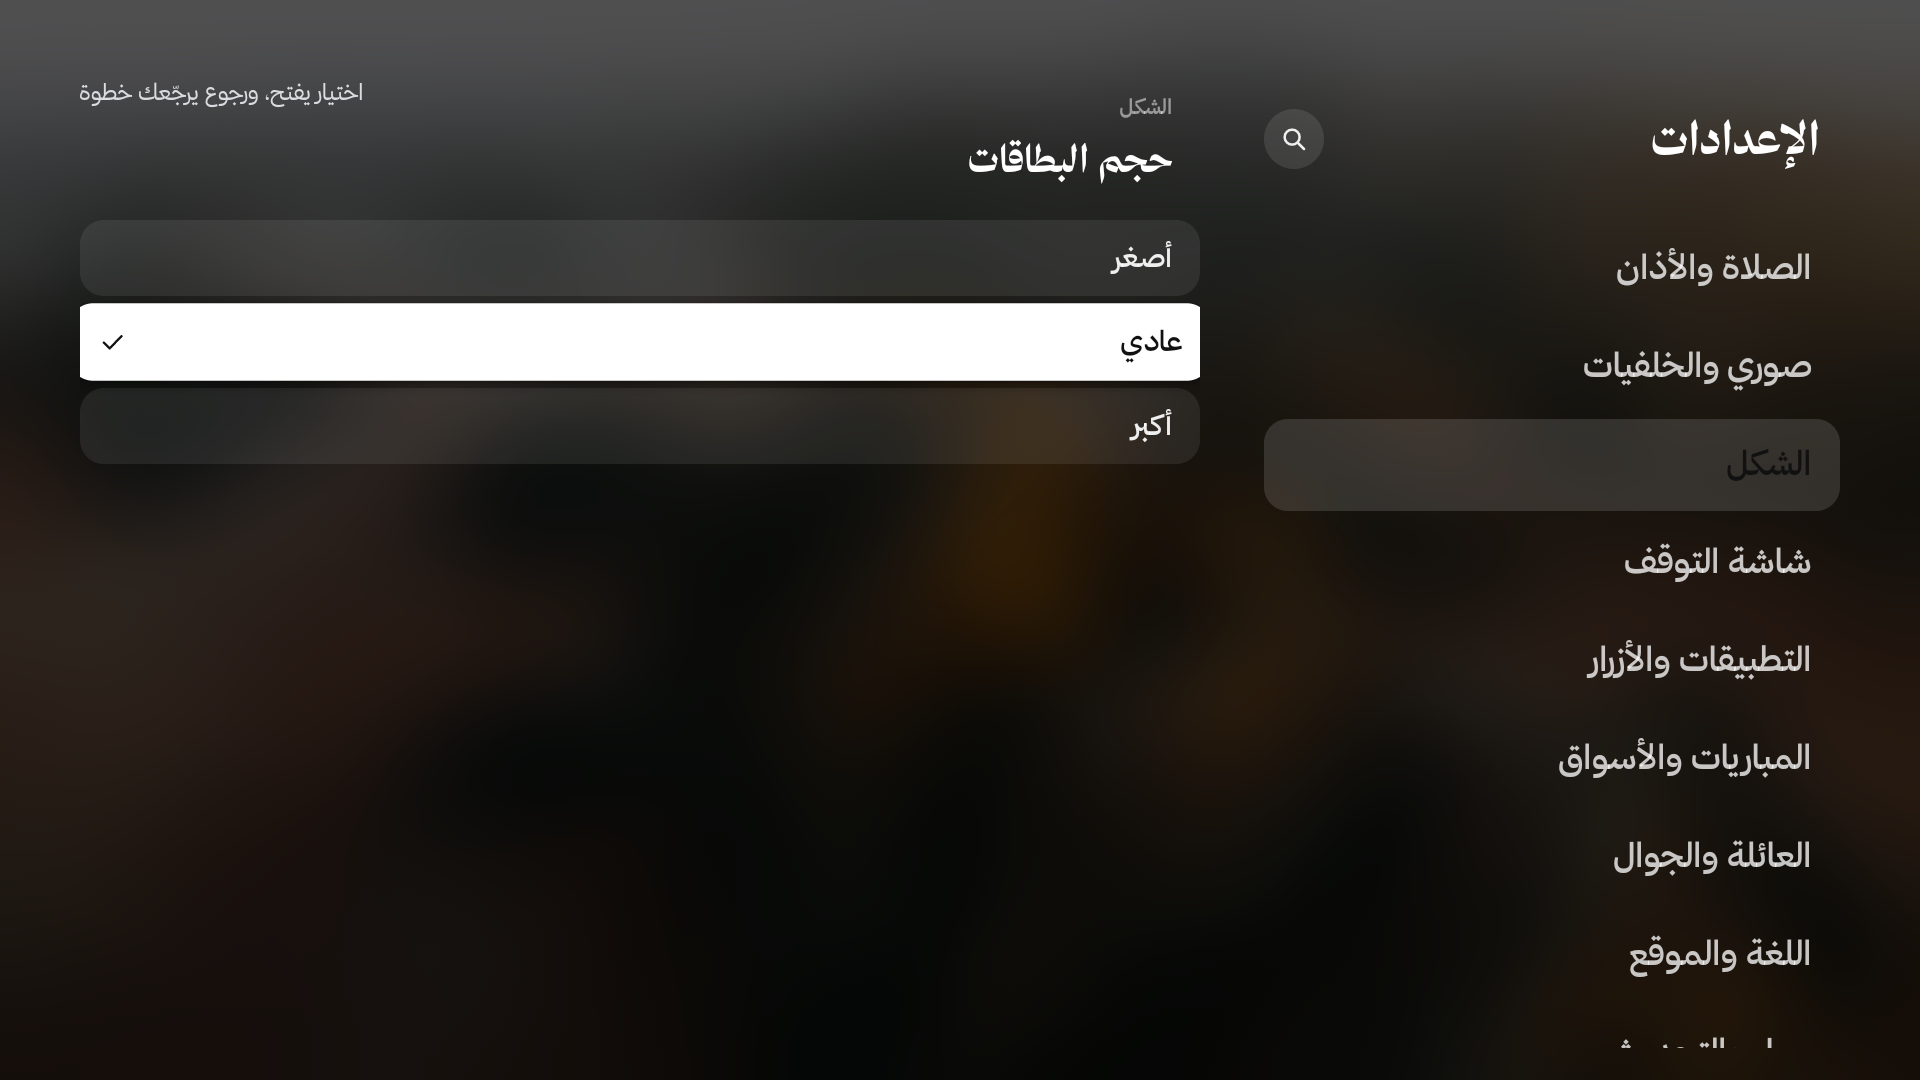 الإعدادات
الصلاة والأذان
صوري والخلفيات
الشكل
شاشة التوقف
التطبيقات والأزرار
المباريات والأسواق
العائلة والجوال
اللغة والموقع
الشكل
حجم البطاقات
أصغر
عادي
أكبر
اختيار يفتح، ورجوع يرجّعك خطوة